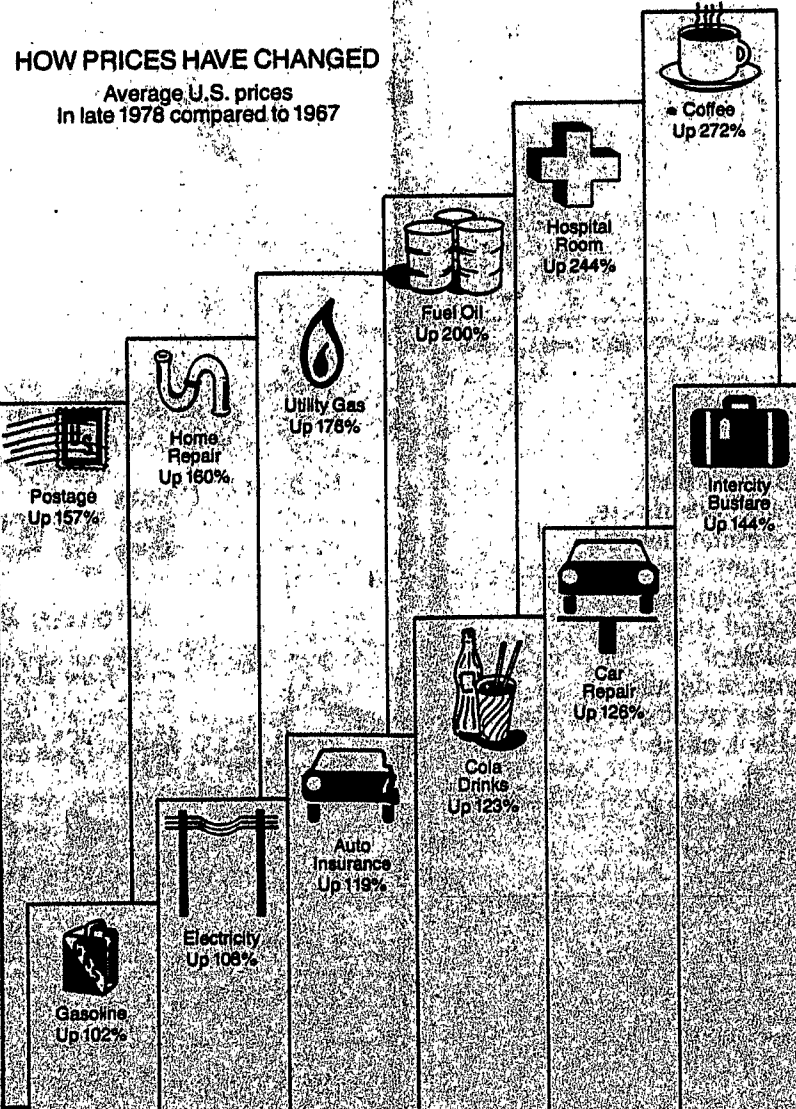 HOW PRICES HAVE CHANGED
Average U.S. prices
In late 1978 compared to 1967
Coffee
Up 272%
Hospital
Room
Up 244%
Fuel Oil
Up 200%
Utility Gas
Up 176%
Home
Repair
Up 160%
US
Postage
Up 157%
Intercity
Busfare
Up 144%
Car
Repair
Up 126%
Cola
Drinks
Up 123%
Auto
Insurance
Up 119%
Electricity
Up 108%
Gasoline
Up 102%